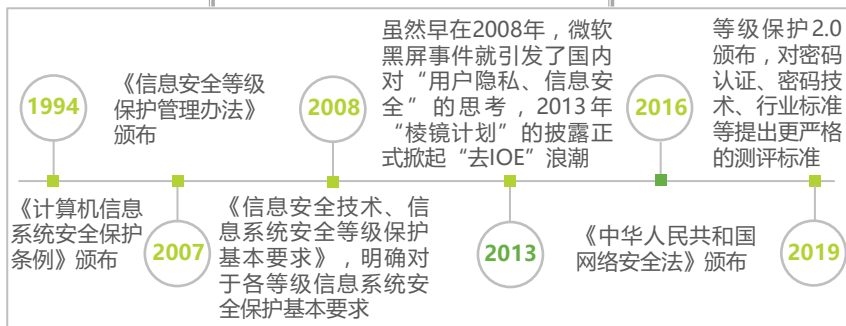 1994
《计算机信息
系统安全保护
条例》颁布
《信息安全等级
保护管理办法》
颁布
2007
2008
《信息安全技术、信
息系统安全等级保护
基本要求》，明确对
于各等级信息系统安
全保护基本要求
虽然早在2008年，微软
黑屏事件就引发了国内
对“用户隐私、信息安
全”的思考，2013年
“棱镜计划”的披露正
式掀起“去IOE”浪潮
2013
2016
《中华人民共和国
网络安全法》颁布
等级保护2.0
颁布，对密码
认证、密码技
术、行业标准
等提出更严格
的测评标准
2019